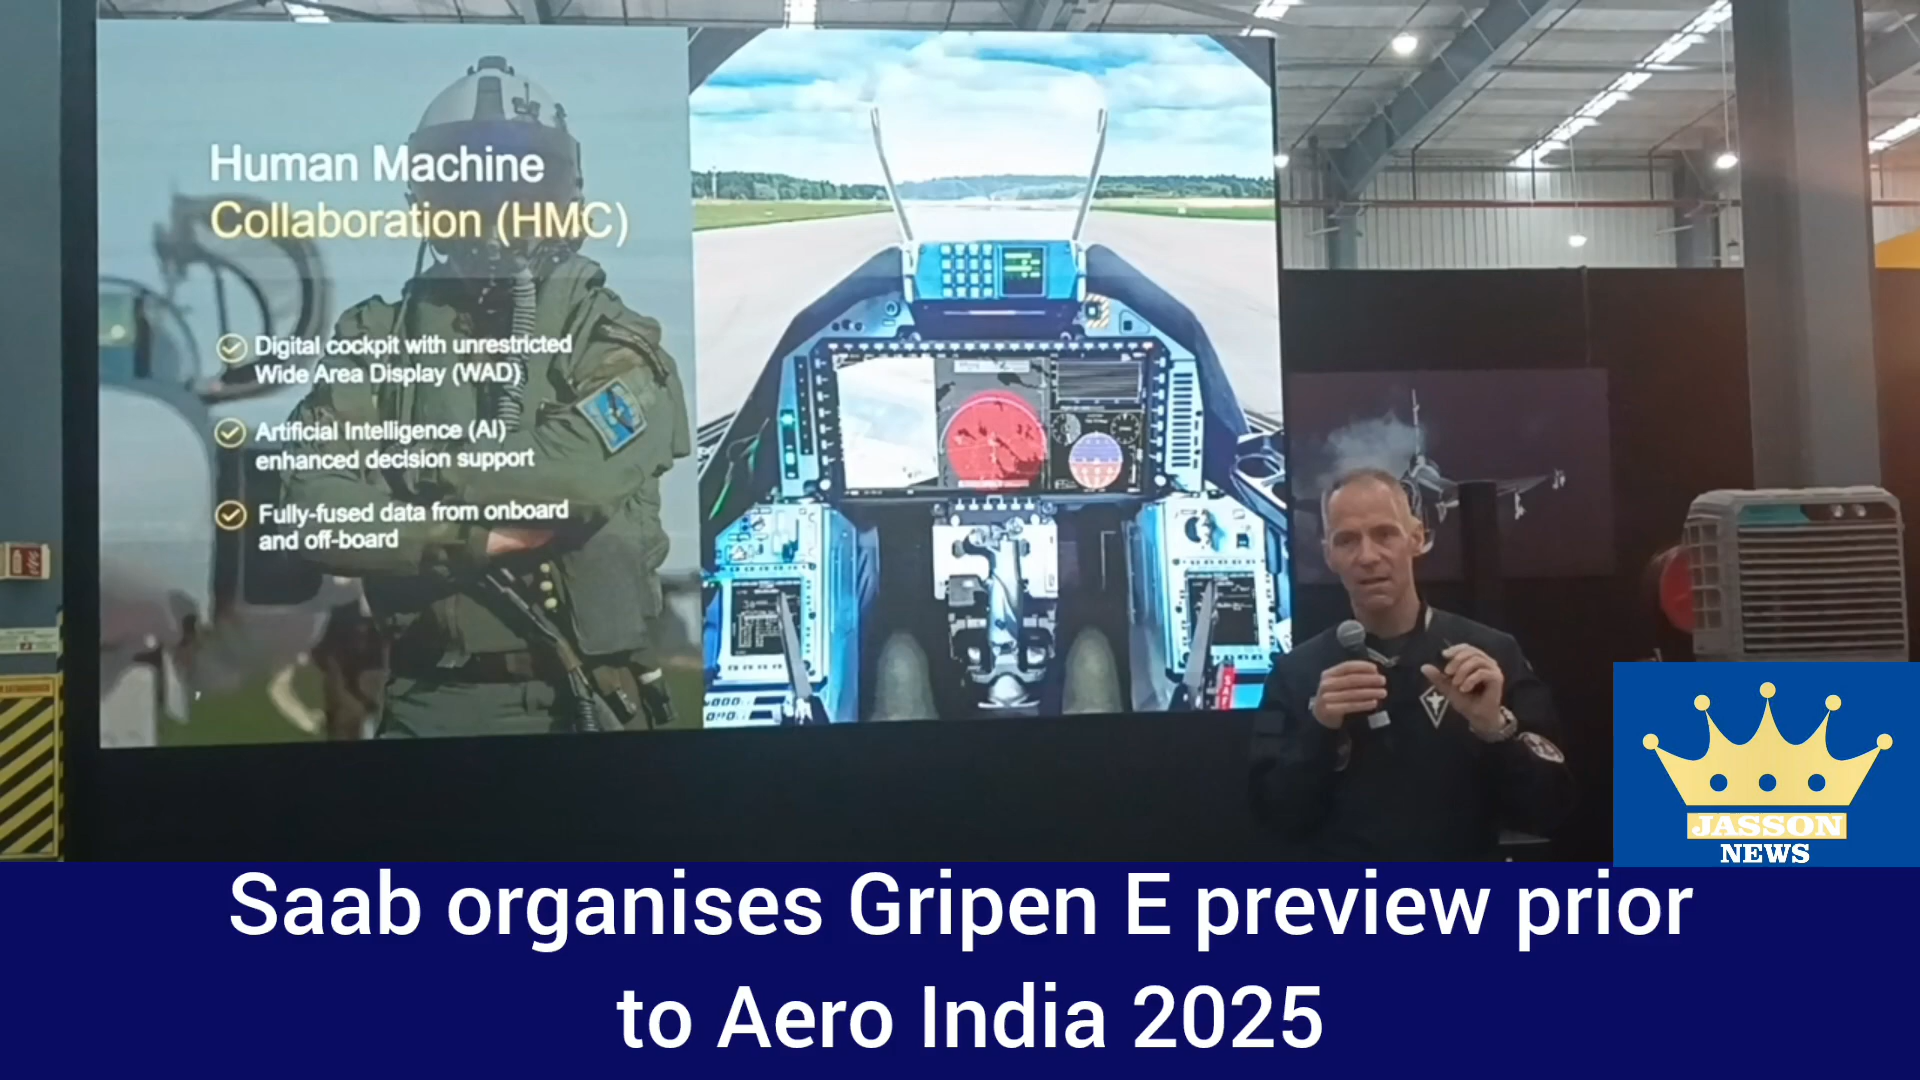 Human Machine
Collaboration (HMC)
Digital cockpit with unrestricted
Wide Area Display (WAD)
Artificial Intelligence (AI)
enhanced decision support
Fully-fused data from onboard
and off-board
JASSON
NEWS
Saab organises Gripen E preview prior
to Aero India 2025